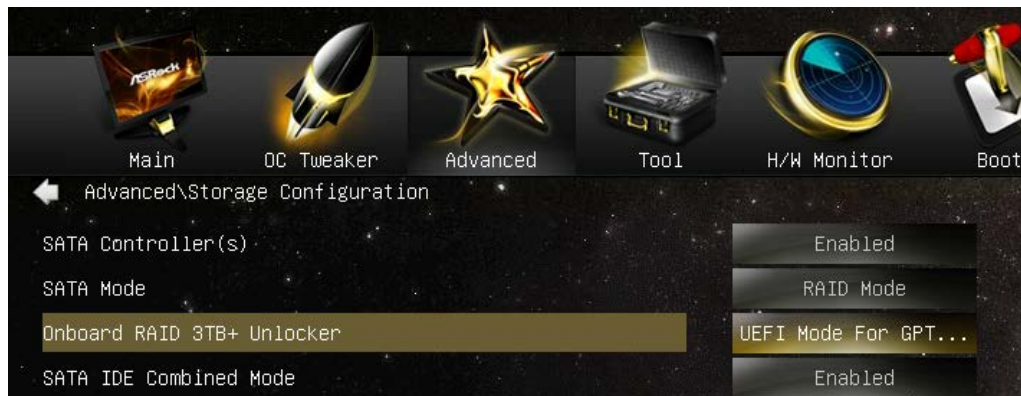 ASRock
Main OC Tweaker Advanced Tool H/W Monitor Boot
Advanced\Storage Configuration
SATA Controller(s) Enabled
SATA Mode RAID Mode
Onboard RAID 3TB+ Unlocker UEFI Mode For GPT...
SATA IDE Combined Mode Enabled